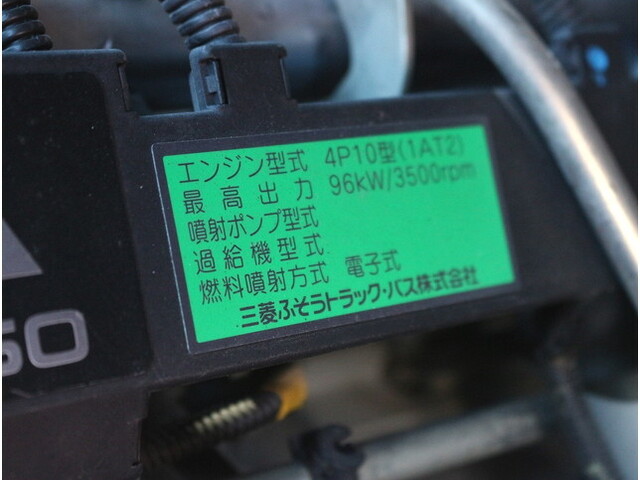 エンジン型式 4P10型(1AT2)
最高出力 96kW/3500rpm
噴射ポンプ型式
過給機型式
燃料噴射方式 電子式
三菱ふそうトラック・バス株式会社
50